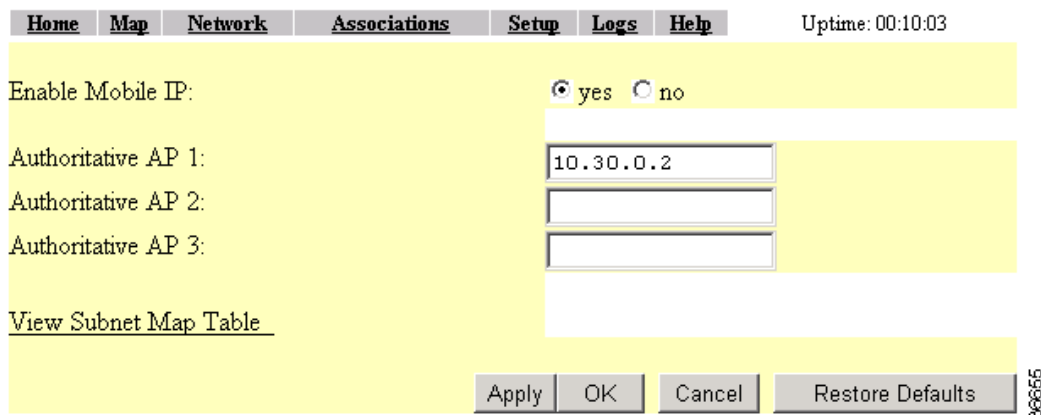 Home Map Network Associations Setup Logs Help Uptime: 00:10:03
Enable Mobile IP: yes no
Authoritative AP 1: 10.30.0.2
Authoritative AP 2:
Authoritative AP 3:
View Subnet Map Table
Apply OK Cancel Restore Defaults